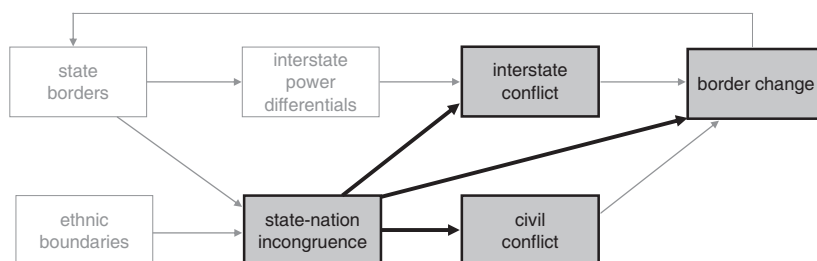 state
borders
interstate
power
differentials
interstate
conflict
border change
ethnic
boundaries
state-nation
incongruence
civil
conflict